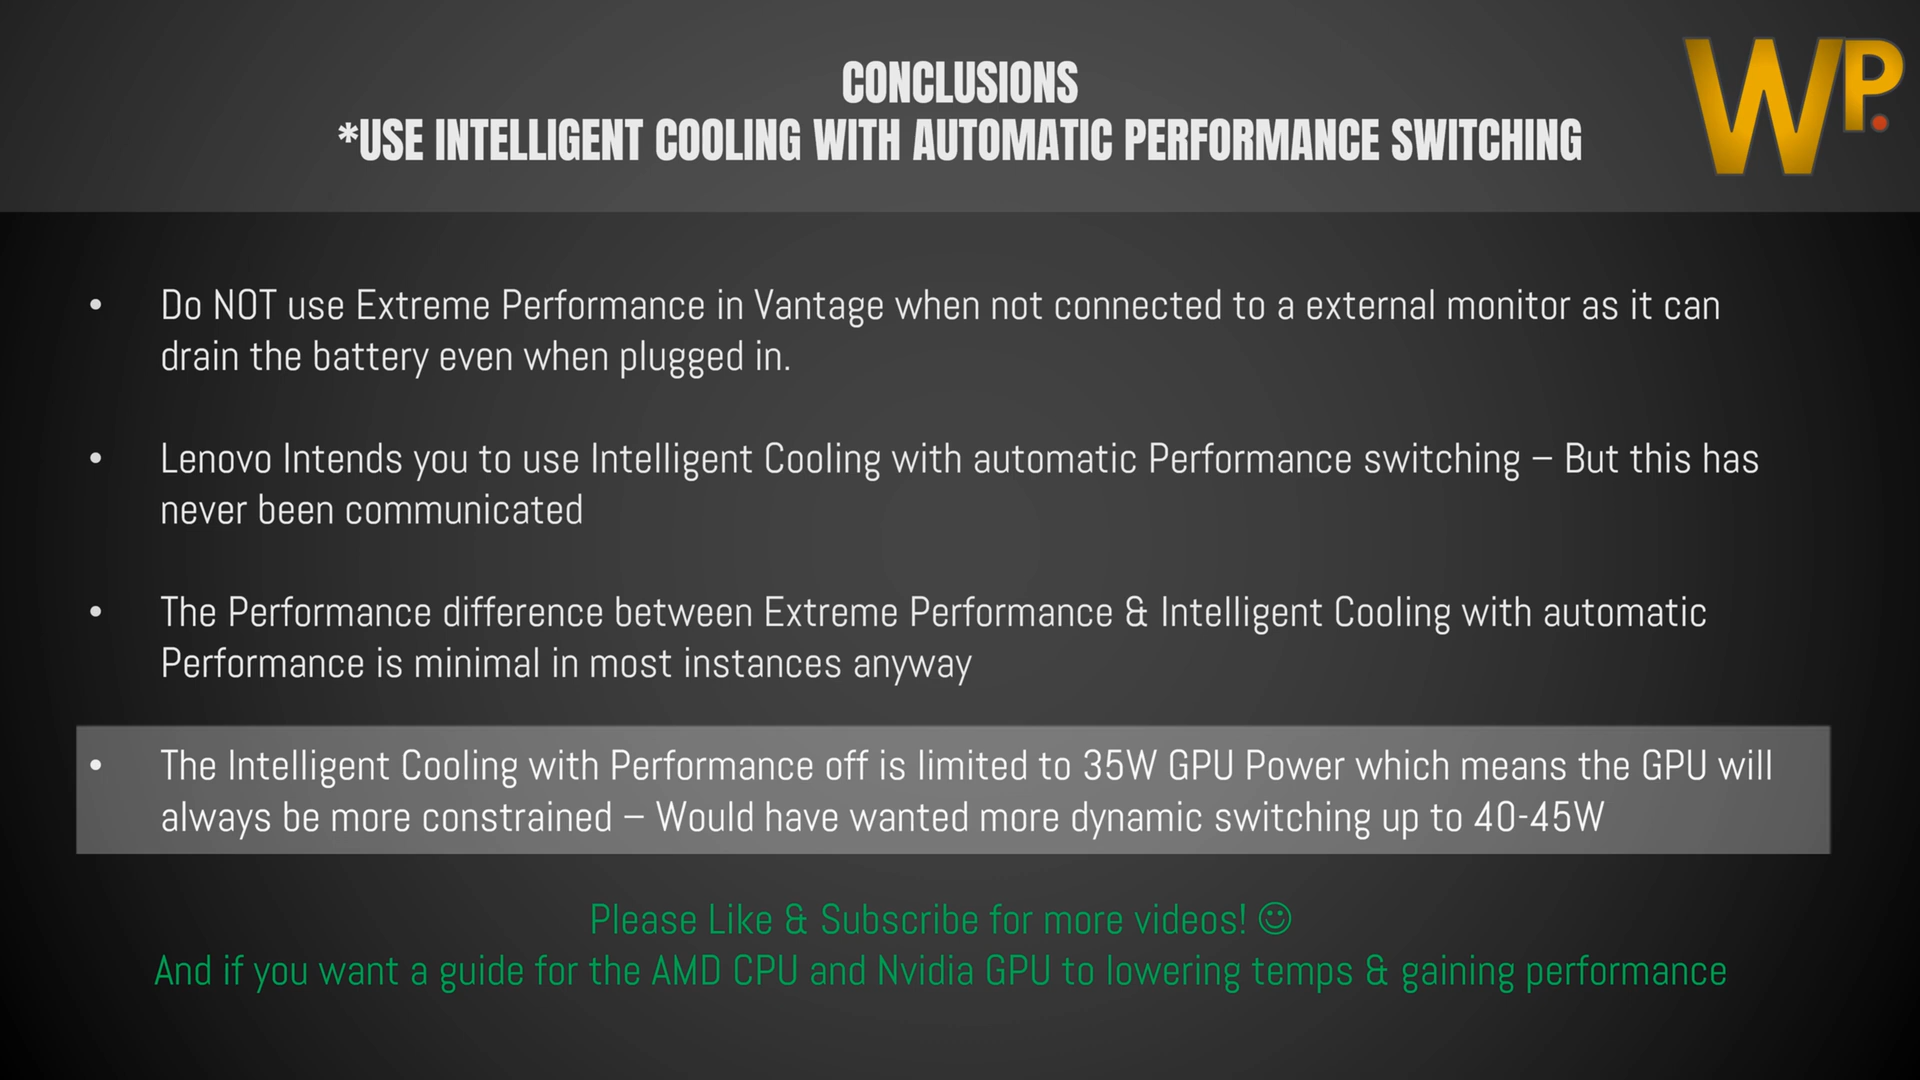 CONCLUSIONS
*USE INTELLIGENT COOLING WITH AUTOMATIC PERFORMANCE SWITCHING
WP.
• Do NOT use Extreme Performance in Vantage when not connected to a external monitor as it can
drain the battery even when plugged in.
• Lenovo Intends you to use Intelligent Cooling with automatic Performance switching – But this has
never been communicated
• The Performance difference between Extreme Performance & Intelligent Cooling with automatic
Performance is minimal in most instances anyway
• The Intelligent Cooling with Performance off is limited to 35W GPU Power which means the GPU will
always be more constrained – Would have wanted more dynamic switching up to 40-45W
Please Like & Subscribe for more videos! ☺
And if you want a guide for the AMD CPU and Nvidia GPU to lowering temps & gaining performance